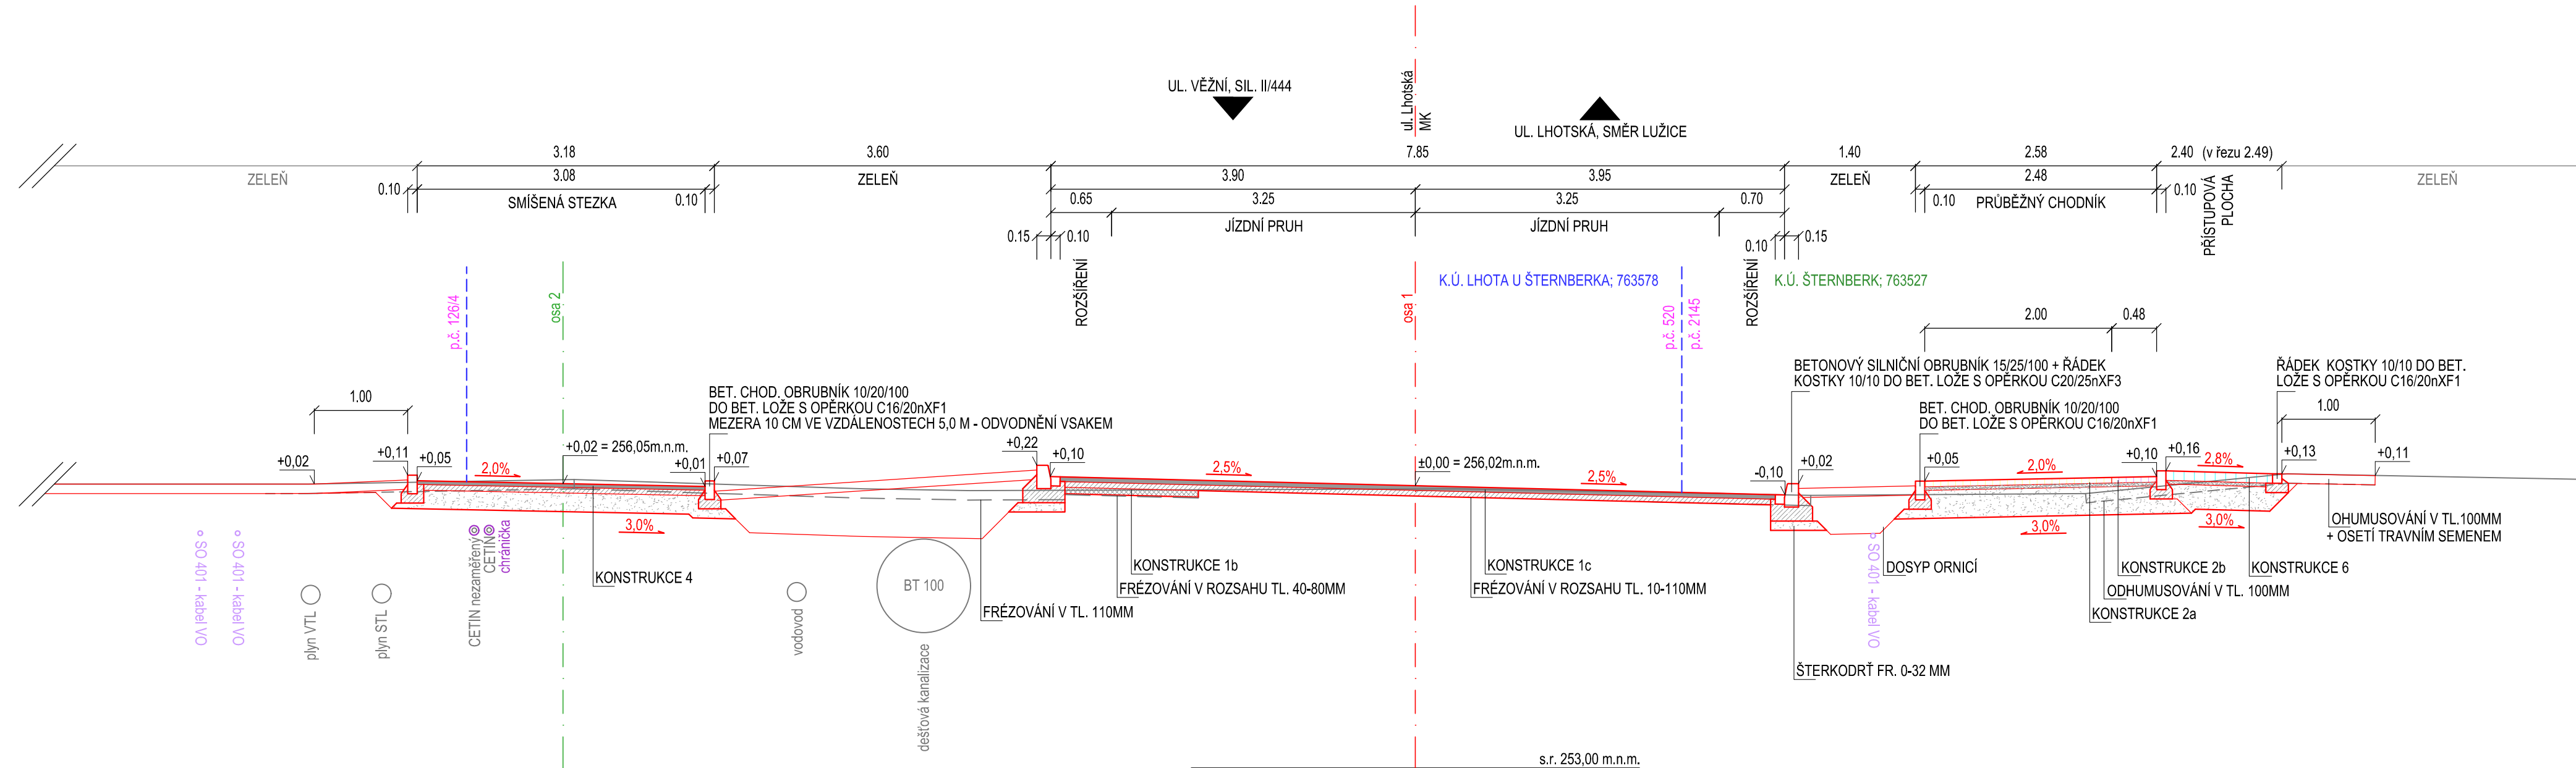 UL. VĚŽNÍ, SIL. II/444
ul. Lhotská
MK
UL. LHOTSKÁ, SMĚR LUŽICE
3.18
3.60
7.85
1.40
2.58
2.40 (v řezu 2.49)
ZELEŇ
3.08
ZELEŇ
3.90
3.95
ZELEŇ
2.48
ZELEŇ
0.10
SMÍŠENÁ STEZKA
0.10
0.65
3.25
3.25
0.70
0.10
PRŮBĚŽNÝ CHODNÍK
0.10
PŘÍSTUPOVÁ
PLOCHA
JÍZDNÍ PRUH
JÍZDNÍ PRUH
0.15
0.10
0.10
0.15
ROZŠÍŘENÍ
ROZŠÍŘENÍ
K.Ú. LHOTA U ŠTERNBERKA; 763578
K.Ú. ŠTERNBERK; 763527
p.č. 126/4
osa 2
osa 1
p.č. 520
p.č. 2145
2.00
0.48
BETONOVÝ SILNIČNÍ OBRUBNÍK 15/25/100 + ŘÁDEK
KOSTKY 10/10 DO BET. LOŽE S OPĚRKOU C20/25nXF3
ŘÁDEK KOSTKY 10/10 DO BET.
LOŽE S OPĚRKOU C16/20nXF1
1.00
BET. CHOD. OBRUBNÍK 10/20/100
DO BET. LOŽE S OPĚRKOU C16/20nXF1
MEZERA 10 CM VE VZDÁLENOSTECH 5,0 M - ODVODNĚNÍ VSAKEM
BET. CHOD. OBRUBNÍK 10/20/100
DO BET. LOŽE S OPĚRKOU C16/20nXF1
1.00
+0,02
+0,11
+0,05
2,0%
+0,02 = 256,05m.n.m.
+0,01
+0,07
+0,22
+0,10
2,5%
±0,00 = 256,02m.n.m.
2,5%
-0,10
+0,02
+0,05
2,0%
+0,10
+0,16
2,8%
+0,13
+0,11
3,0%
3,0%
3,0%
SO 401 - kabel VO
SO 401 - kabel VO
plyn VTL
plyn STL
CETIN nezaměřený
CETIN
chránička
KONSTRUKCE 4
vodovod
BT 100
dešťová kanalizace
FRÉZOVÁNÍ V TL. 110MM
KONSTRUKCE 1b
FRÉZOVÁNÍ V ROZSAHU TL. 40-80MM
KONSTRUKCE 1c
FRÉZOVÁNÍ V ROZSAHU TL. 10-110MM
SO 401 - kabel VO
DOSYP ORNICÍ
ŠTERKODRŤ FR. 0-32 MM
KONSTRUKCE 2b
ODHUMUSOVÁNÍ V TL. 100MM
KONSTRUKCE 2a
KONSTRUKCE 6
OHUMUSOVÁNÍ V TL.100MM
+ OSETÍ TRAVNÍM SEMENEM
s.r. 253,00 m.n.m.